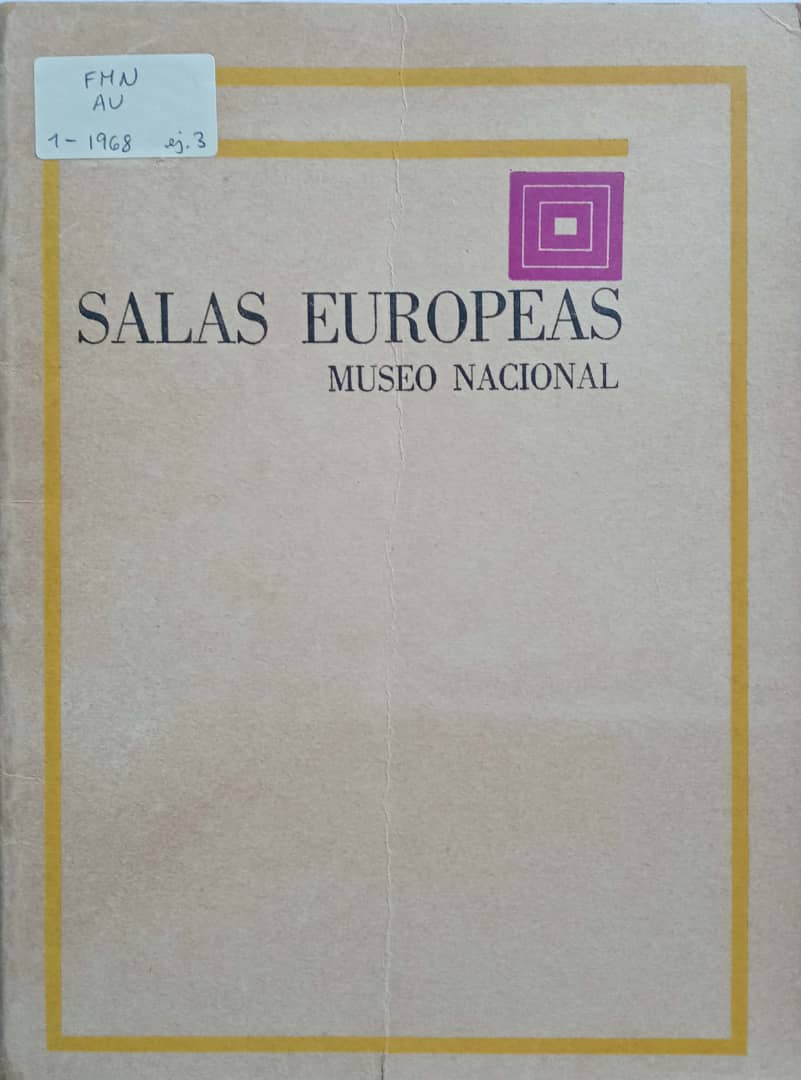 FMN
AU
1-1968 ej.3
SALAS EUROPEAS
MUSEO NACIONAL